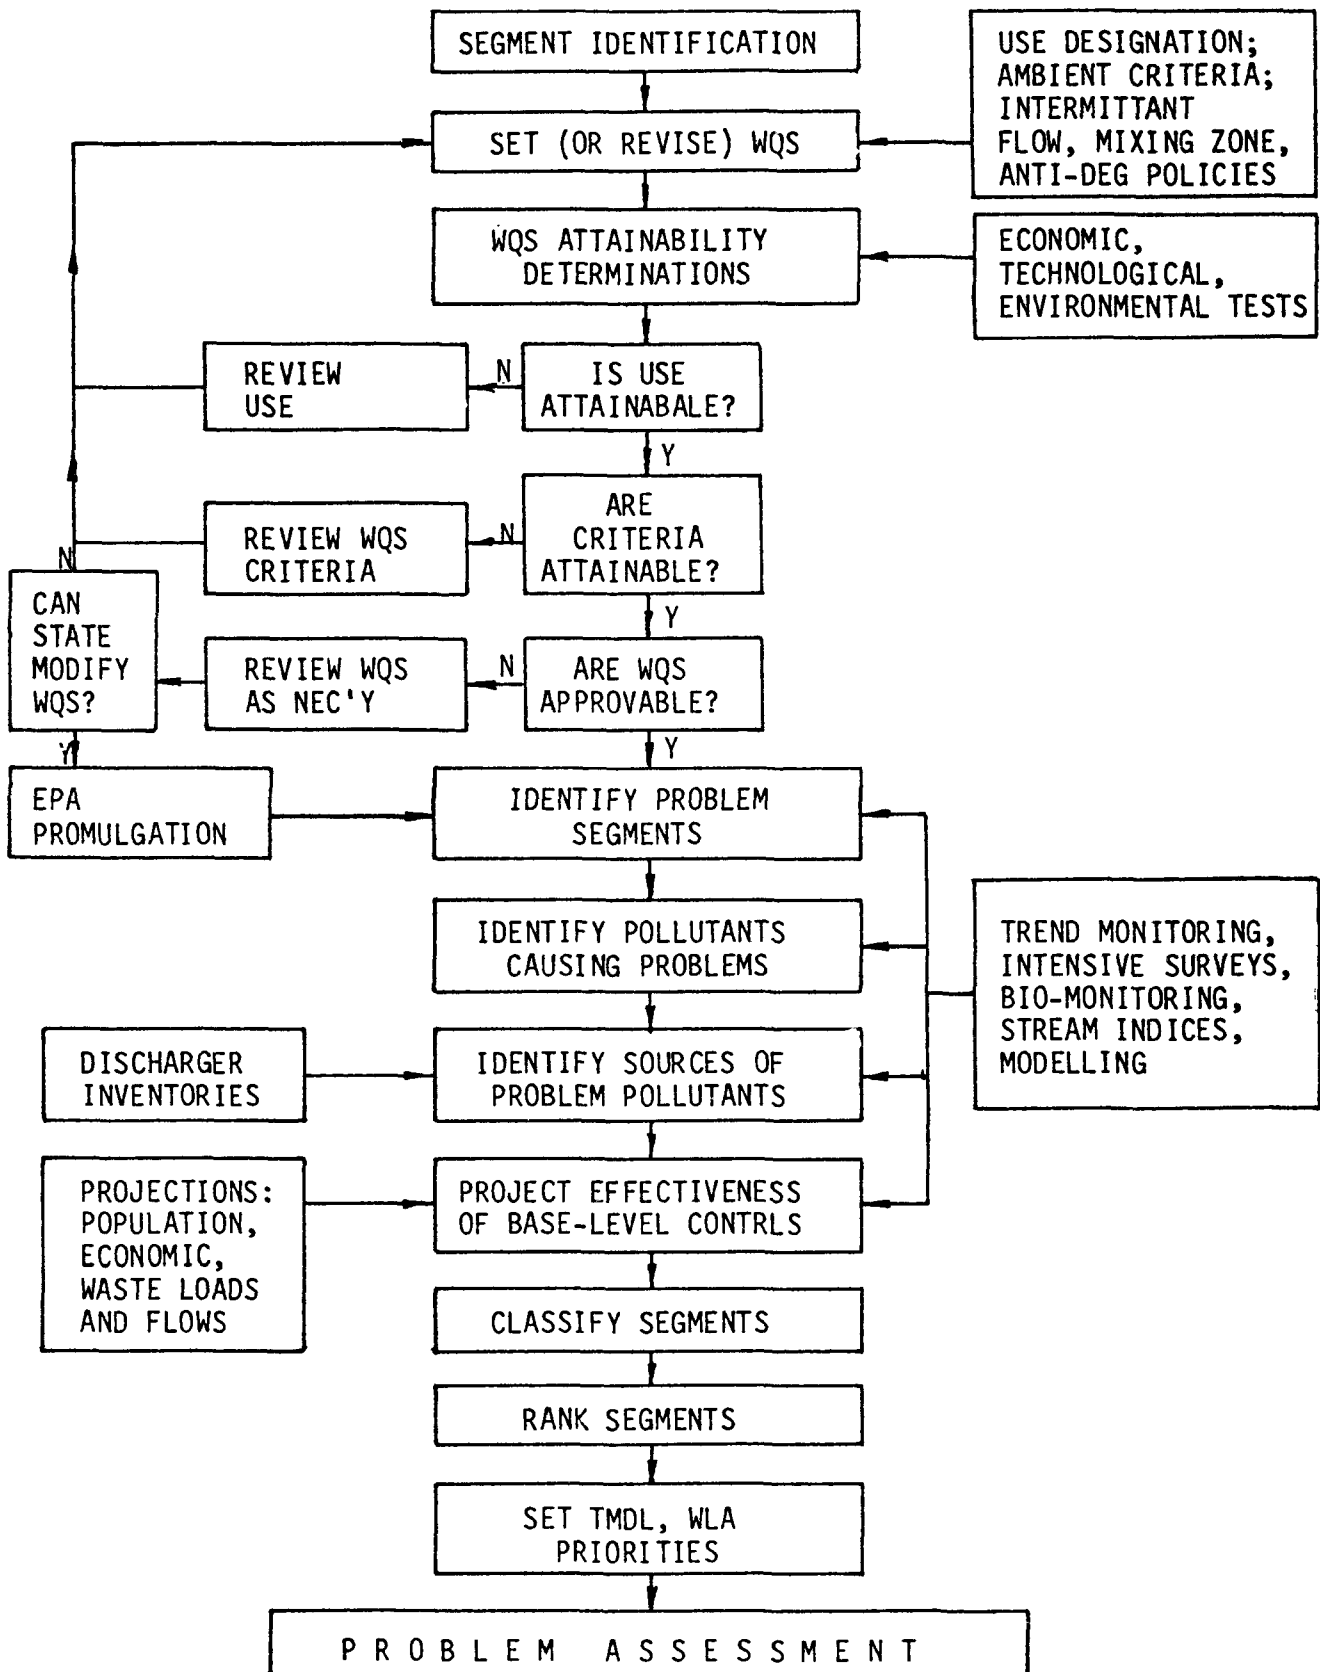 SEGMENT IDENTIFICATION
USE DESIGNATION;
AMBIENT CRITERIA;
INTERMITTANT
FLOW, MIXING ZONE,
ANTI-DEG POLICIES
SET (OR REVISE) WQS
WQS ATTAINABILITY
DETERMINATIONS
ECONOMIC,
TECHNOLOGICAL,
ENVIRONMENTAL TESTS
REVIEW
USE
N
IS USE
ATTAINABALE?
Y
REVIEW WQS
CRITERIA
N
ARE
CRITERIA
ATTAINABLE?
Y
N
CAN
STATE
MODIFY
WQS?
Y
REVIEW WQS
AS NEC'Y
N
ARE WQS
APPROVABLE?
Y
EPA
PROMULGATION
IDENTIFY PROBLEM
SEGMENTS
IDENTIFY POLLUTANTS
CAUSING PROBLEMS
TREND MONITORING,
INTENSIVE SURVEYS,
BIO-MONITORING,
STREAM INDICES,
MODELLING
DISCHARGER
INVENTORIES
IDENTIFY SOURCES OF
PROBLEM POLLUTANTS
PROJECTIONS:
POPULATION,
ECONOMIC,
WASTE LOADS
AND FLOWS
PROJECT EFFECTIVENESS
OF BASE-LEVEL CONTRLS
CLASSIFY SEGMENTS
RANK SEGMENTS
SET TMDL, WLA
PRIORITIES
PROBLEM ASSESSMENT